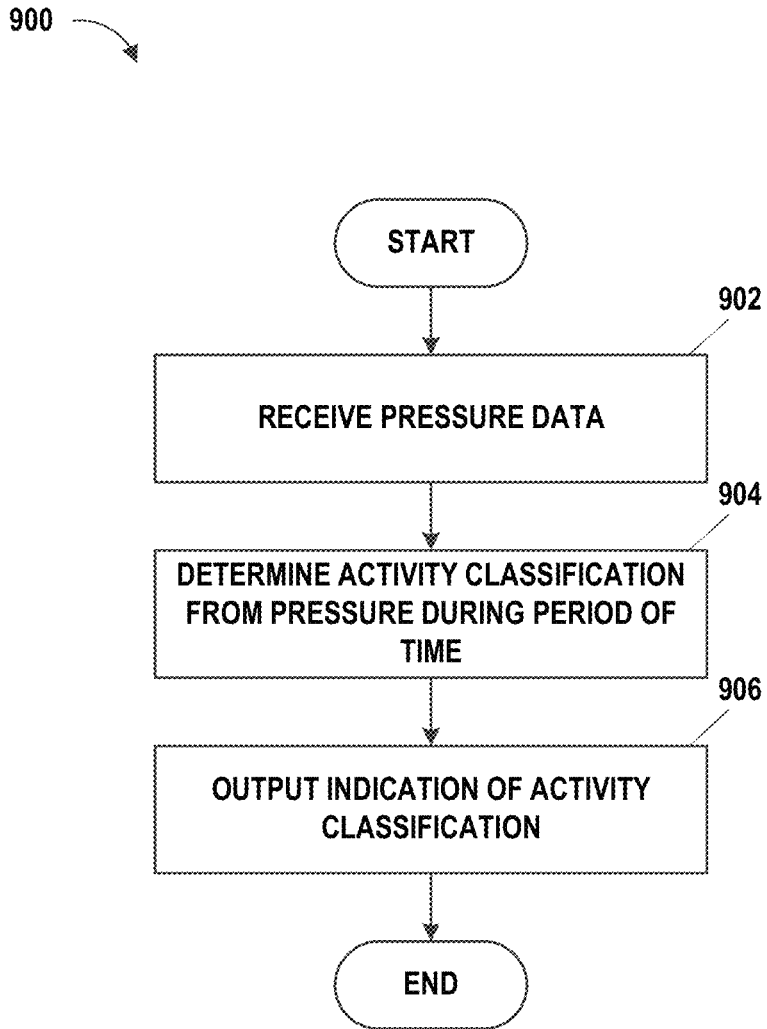 900
START
902
RECEIVE PRESSURE DATA
904
DETERMINE ACTIVITY CLASSIFICATION
FROM PRESSURE DURING PERIOD OF
TIME
906
OUTPUT INDICATION OF ACTIVITY
CLASSIFICATION
END